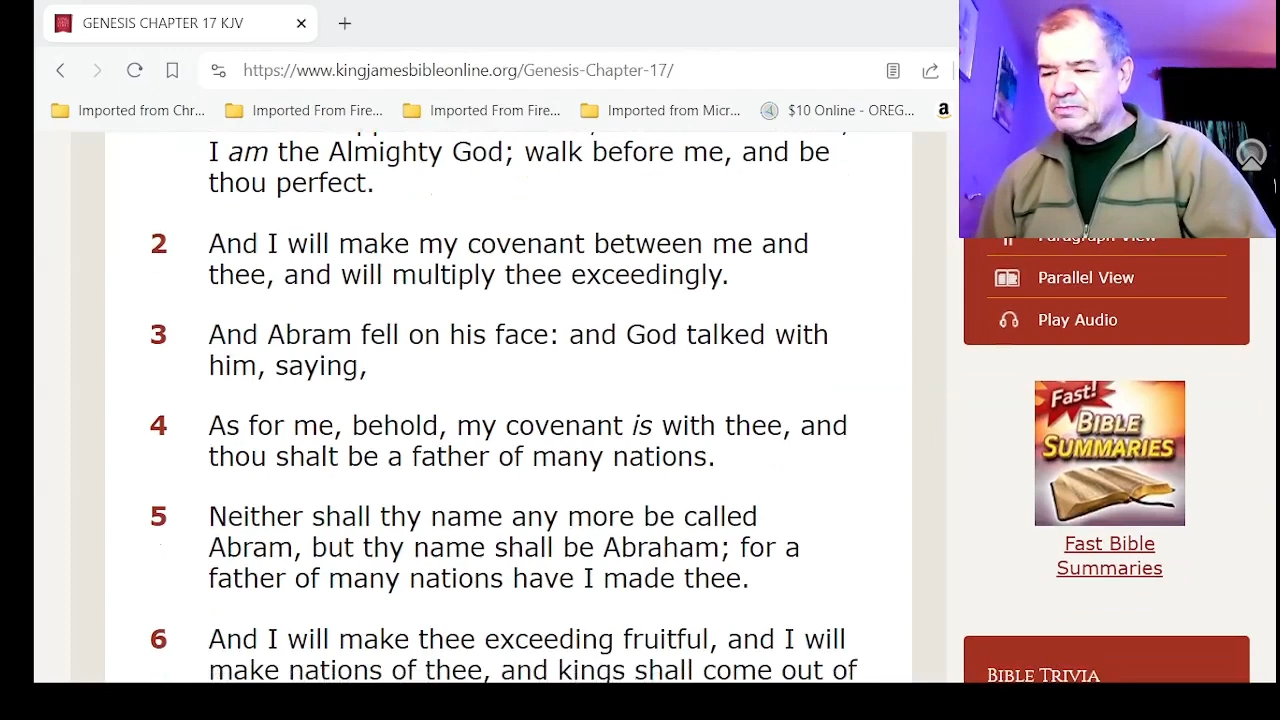 GENESIS CHAPTER 17 KJV
https://www.kingjamesbibleonline.org/Genesis-Chapter-17/
Imported from Chr...
Imported From Fire...
Imported From Fire...
Imported from Micr...
$10 Online - OREG...
I am the Almighty God; walk before me, and be
thou perfect.
2 And I will make my covenant between me and
thee, and will multiply thee exceedingly.
3 And Abram fell on his face: and God talked with
him, saying,
4 As for me, behold, my covenant is with thee, and
thou shalt be a father of many nations.
5 Neither shall thy name any more be called
Abram, but thy name shall be Abraham; for a
father of many nations have I made thee.
6 And I will make thee exceeding fruitful, and I will
make nations of thee, and kings shall come out of
Paragraph View
Parallel View
Play Audio
Fast!
BIBLE
SUMMARIES
Fast Bible
Summaries
BIBLE TRIVIA